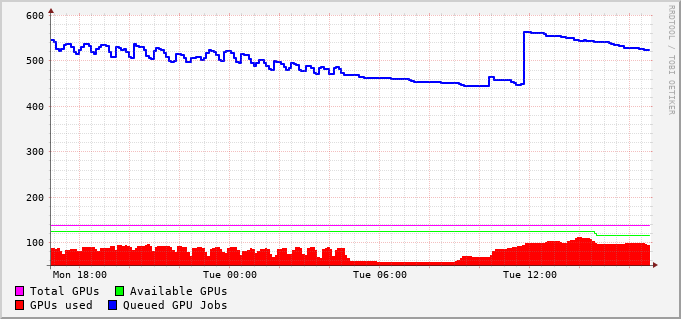 600
500
400
300
200
100
Mon 18:00 Tue 00:00 Tue 06:00 Tue 12:00
Total GPUs Available GPUs
GPUs used Queued GPU Jobs
RRDTOOL / TOBI OETIKER